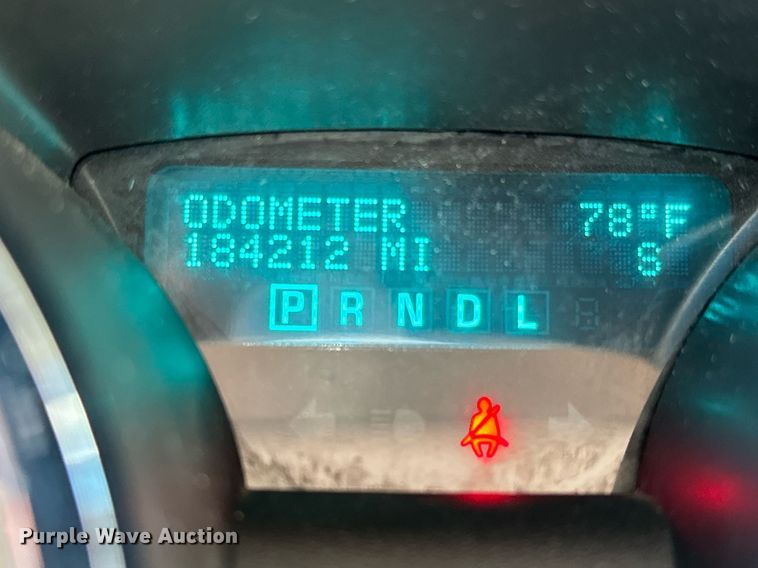 ODOMETER 78°F
184212 MI S
P R N D L
Purple Wave Auction